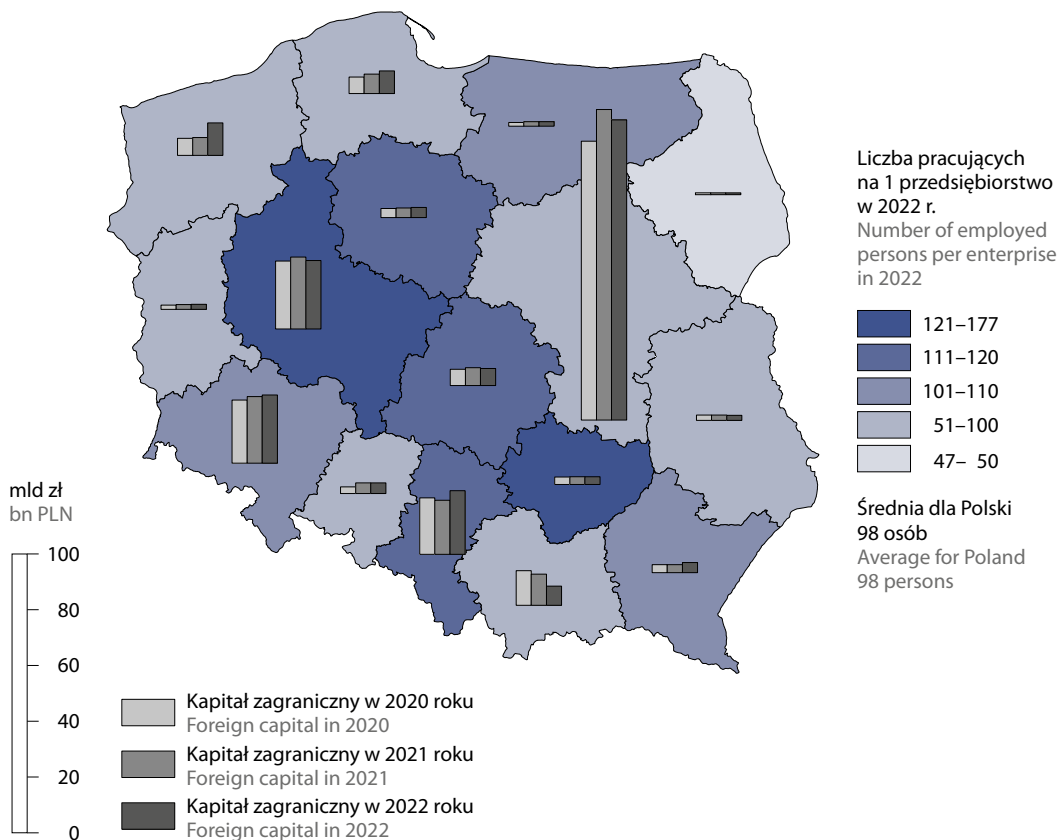 Liczba pracujących
na 1 przedsiębiorstwo
w 2022 r.
Number of employed
persons per enterprise
in 2022
121–177
111–120
101–110
51–100
47– 50
Średnia dla Polski
98 osób
Average for Poland
98 persons
mld zł
bn PLN
100
80
60
40
20
0
Kapitał zagraniczny w 2020 roku
Foreign capital in 2020
Kapitał zagraniczny w 2021 roku
Foreign capital in 2021
Kapitał zagraniczny w 2022 roku
Foreign capital in 2022